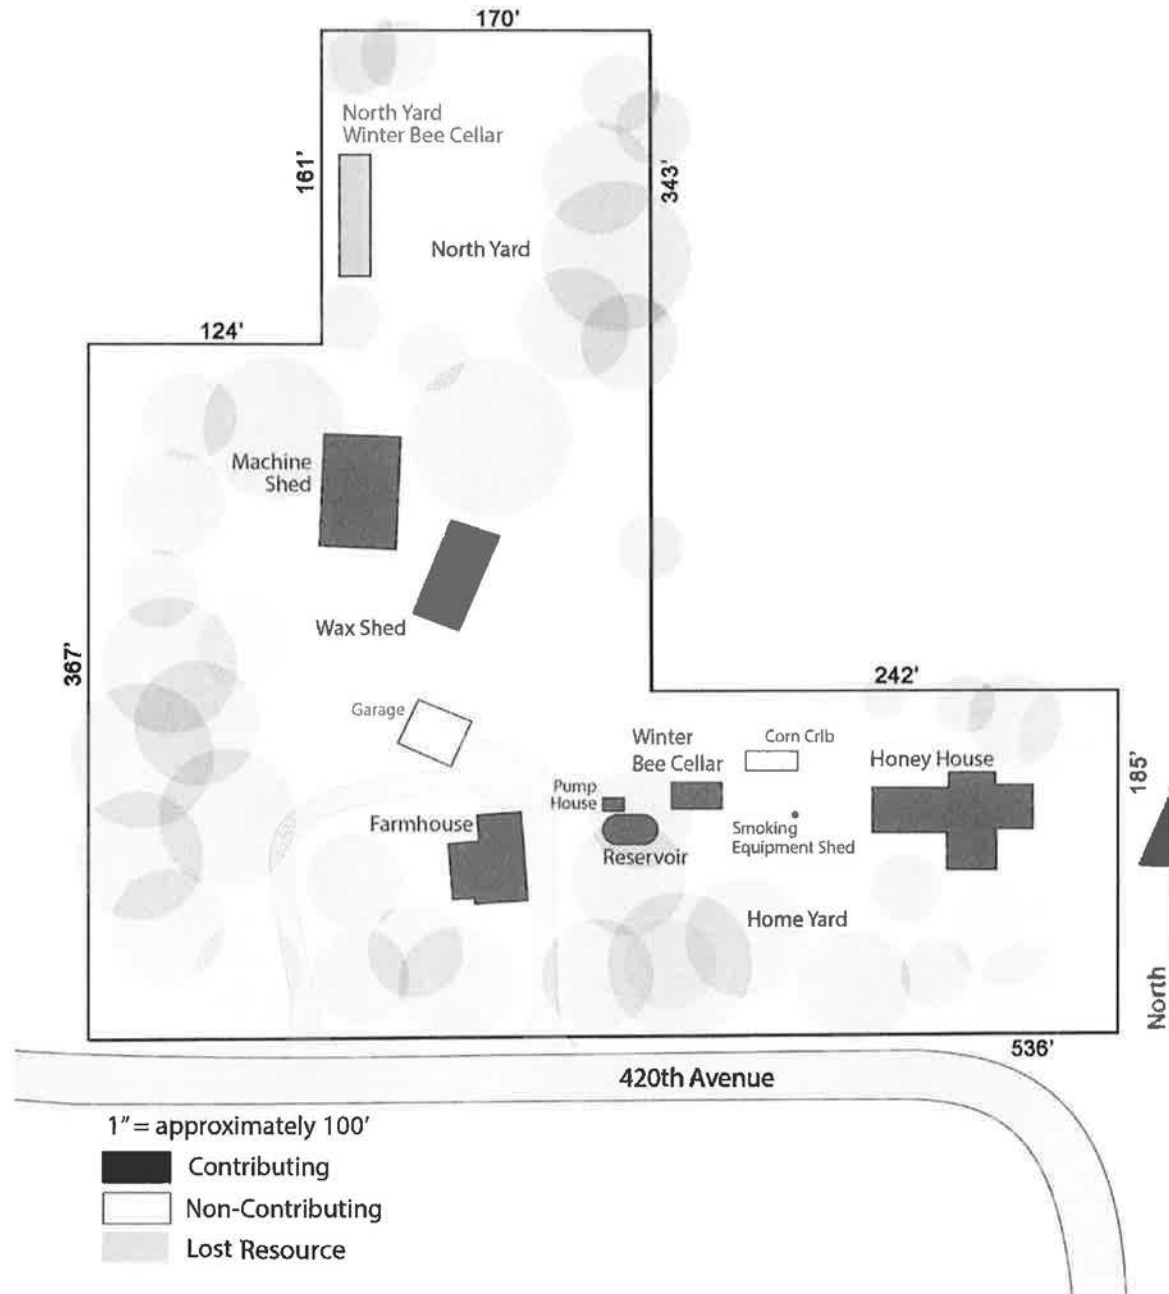 170'
North Yard
Winter Bee Cellar
161'
343'
North Yard
124'
Machine
Shed
Wax Shed
367'
242'
Garage
Winter
Bee Cellar
Corn Crlb
Honey House
185'
Pump
House
Farmhouse
Smoking
Equipment Shed
Reservoir
Home Yard
North
536'
420th Avenue
1" = approximately 100'
Contributing
Non-Contributing
Lost Resource